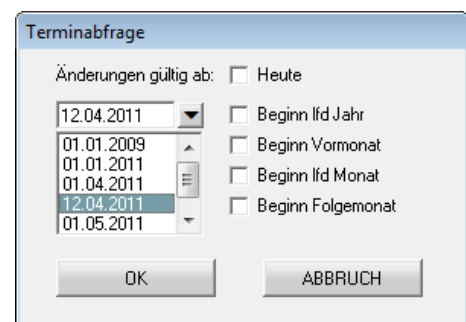 Terminabfrage
Änderungen gültig ab:
Heute
12.04.2011
Beginn lfd Jahr
01.01.2009
Beginn Vormonat
01.01.2011
01.04.2011
Beginn lfd Monat
12.04.2011
Beginn Folgemonat
01.05.2011
OK
ABBRUCH